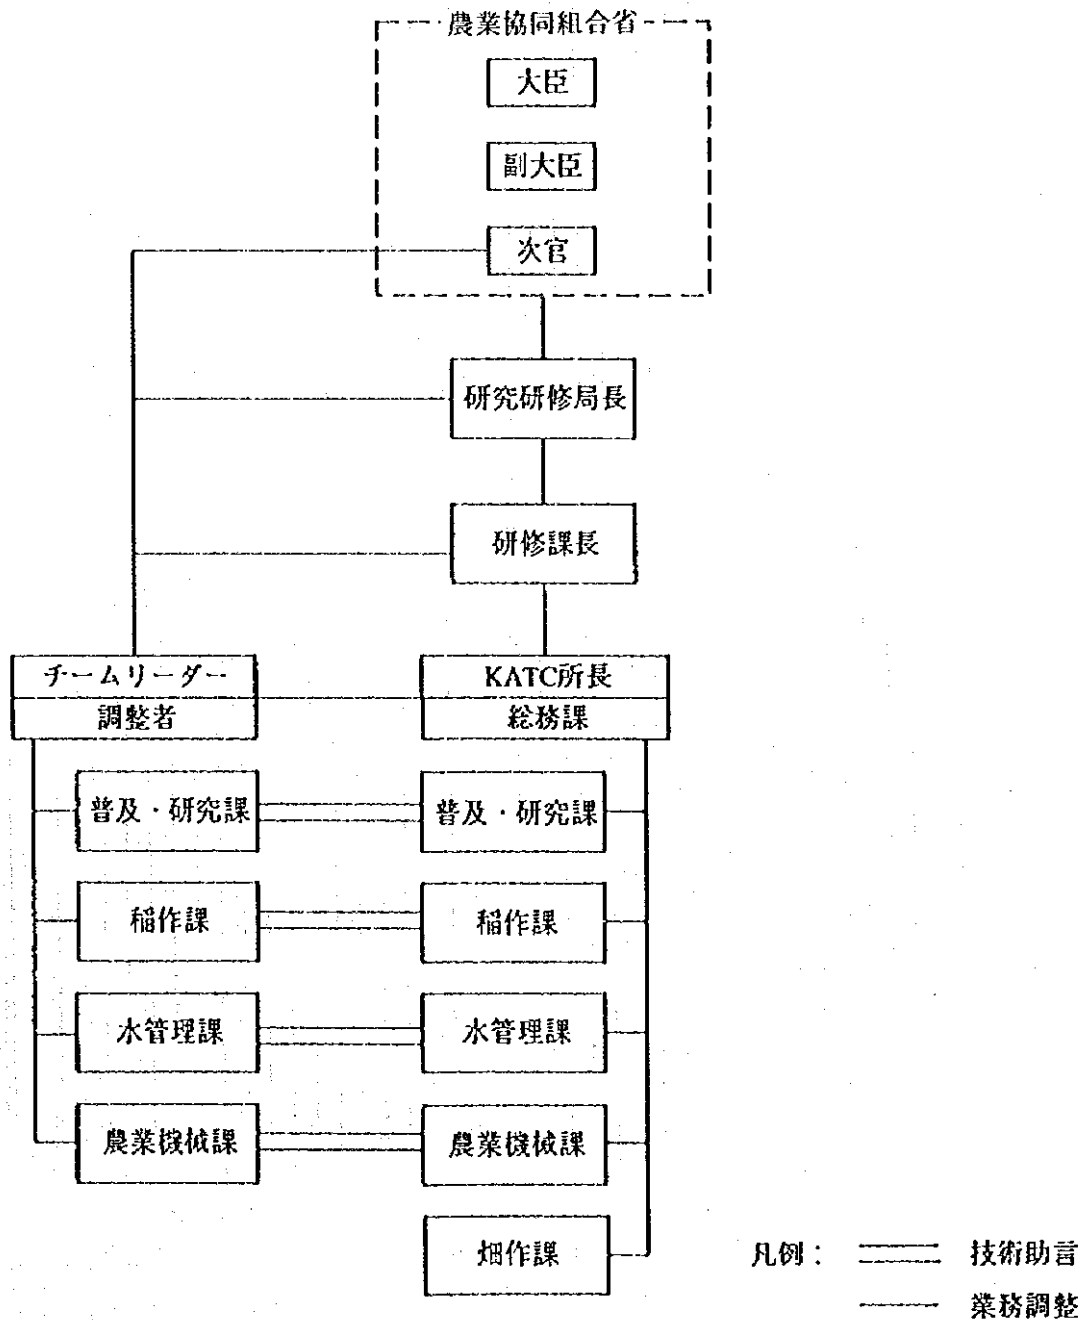 農業協同組合省
大臣
副大臣
次官
研究研修局長
研修課長
チームリーダー
調整者
KATC所長
総務課
普及・研究課
普及・研究課
稲作課
稲作課
水管理課
水管理課
農業機械課
農業機械課
畑作課
凡例：
技術助言
業務調整